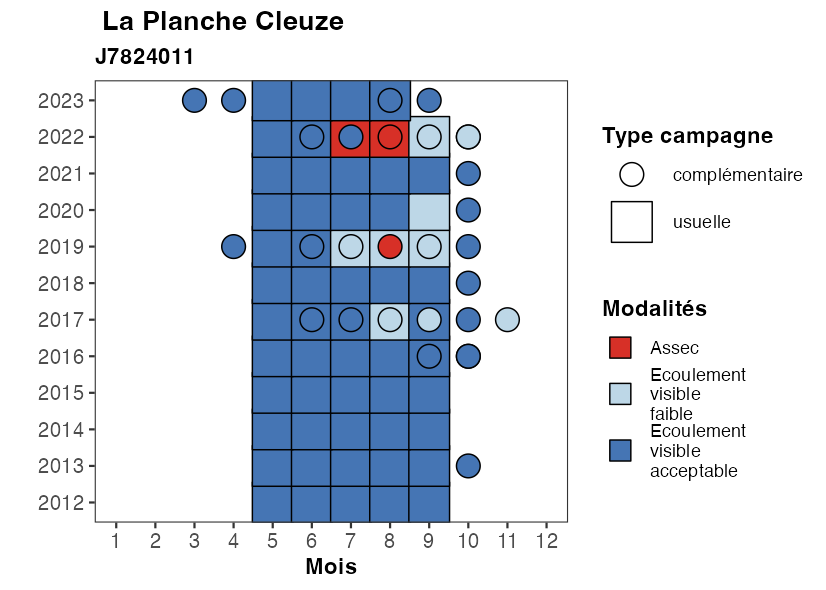 La Planche Cleuze
J7824011
2023
2022
2021
2020
2019
2018
2017
2016
2015
2014
2013
2012
1 2 3 4 5 6 7 8 9 10 11 12
Mois
Type campagne
complémentaire
usuelle
Modalités
Assec
Ecoulement
visible
faible
Ecoulement
visible
acceptable